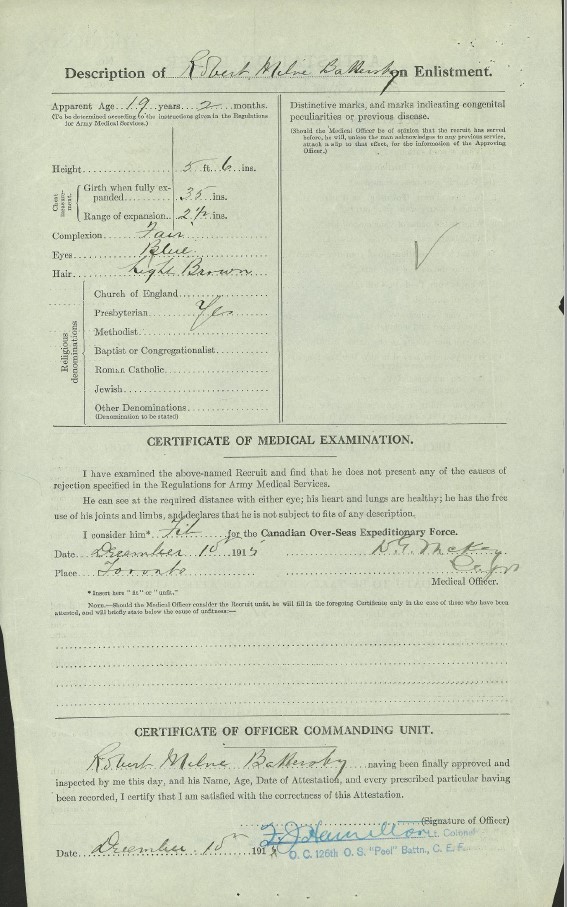 Description of Robert Milne Battersby on Enlistment.
Apparent Age 19 years 2 months.
(To be determined according to the instructions given in the Regulations for Army Medical Services.)
Height 5 ft. 6 ins.
Chest measurement.
Girth when fully expanded 35 ins.
Range of expansion 2 1/2 ins.
Complexion Fair
Eyes Blue
Hair Light Brown
Religious denominations
Church of England
Presbyterian Yes
Methodist
Baptist or Congregationalist
Roman Catholic
Jewish
Other Denominations
(Denomination to be stated)
Distinctive marks, and marks indicating congenital
peculiarities or previous disease.
(Should the Medical Officer be of opinion that the recruit has served
before, he will, unless the man acknowledges to any previous service,
attach a slip to that effect, for the information of the Approving
Officer.)
CERTIFICATE OF MEDICAL EXAMINATION.
I have examined the above-named Recruit and find that he does not present any of the causes of
rejection specified in the Regulations for Army Medical Services.
He can see at the required distance with either eye; his heart and lungs are healthy; he has the free
use of his joints and limbs, and declares that he is not subject to fits of any description.
I consider him* Fit for the Canadian Over-Seas Expeditionary Force.
Date December 15 1915
D. G. McKay
Place Toronto
Capt
Medical Officer.
*Insert here "fit" or "unfit."
NOTE.—Should the Medical Officer consider the Recruit unfit, he will fill in the foregoing Certificate only in the case of those who have been
attested, and will briefly state below the cause of unfitness:—
CERTIFICATE OF OFFICER COMMANDING UNIT.
Robert Milne Battersby having been finally approved and
inspected by me this day, and his Name, Age, Date of Attestation, and every prescribed particular having
been recorded, I certify that I am satisfied with the correctness of this Attestation.
(Signature of Officer)
F. J. Hamilton Lt. Colonel
O. C. 126th O. S. "Peel" Battn., C. E. F.
Date December 15th 1915